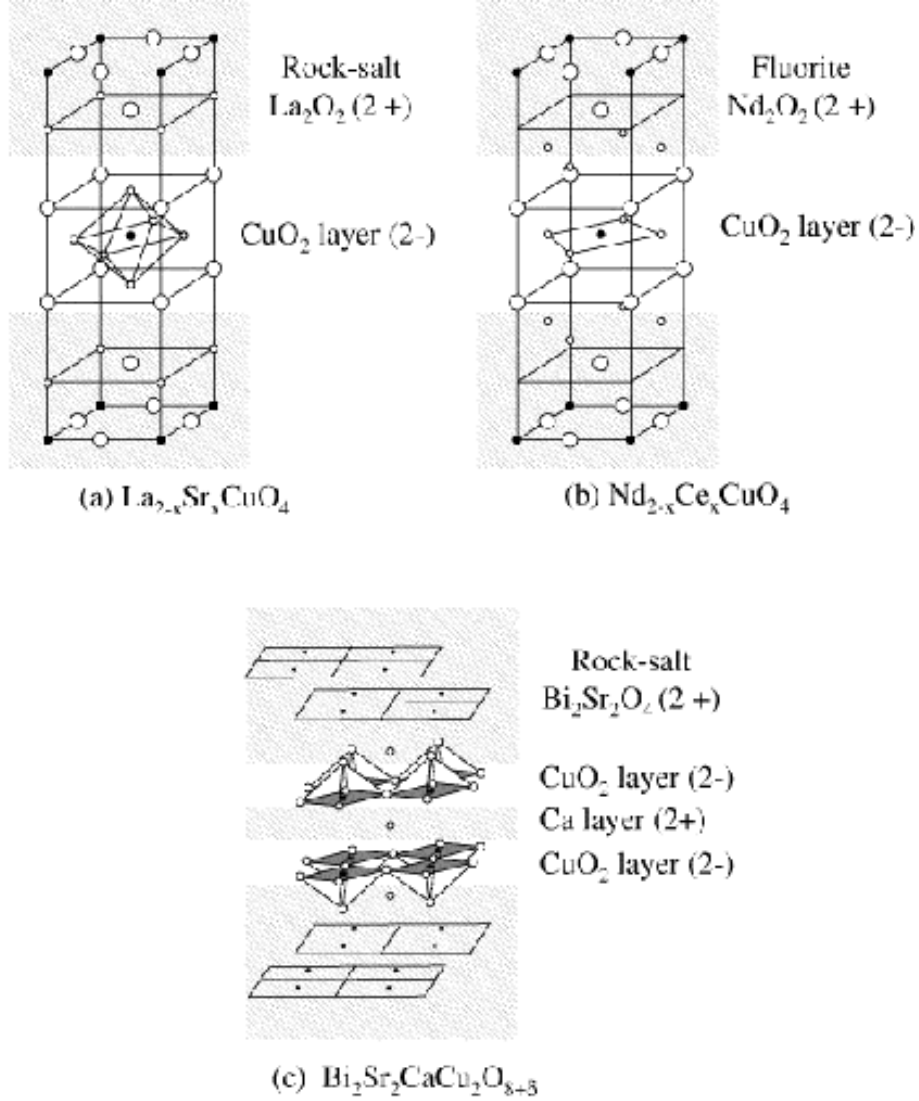 Rock-salt
La₂O₂ (2 +)
CuO₂ layer (2-)
(a) La₂₋ₓSrₓCuO₄
Fluorite
Nd₂O₂ (2 +)
CuO₂ layer (2-)
(b) Nd₂₋ₓCeₓCuO₄
Rock-salt
Bi₂Sr₂O₄ (2 +)
CuO₂ layer (2-)
Ca layer (2+)
CuO₂ layer (2-)
(c) Bi₂Sr₂CaCu₂O₈₊δ